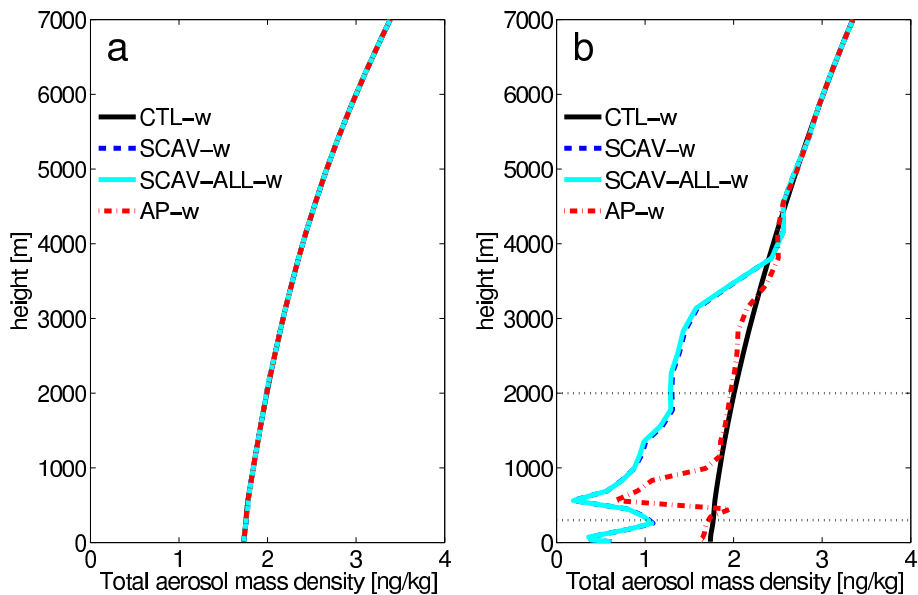 a
7000
6000
5000
4000
3000
2000
1000
0
height [m]
CTL-w
SCAV-w
SCAV-ALL-w
AP-w
0 1 2 3 4
Total aerosol mass density [ng/kg]
b
7000
6000
5000
4000
3000
2000
1000
0
height [m]
CTL-w
SCAV-w
SCAV-ALL-w
AP-w
0 1 2 3 4
Total aerosol mass density [ng/kg]